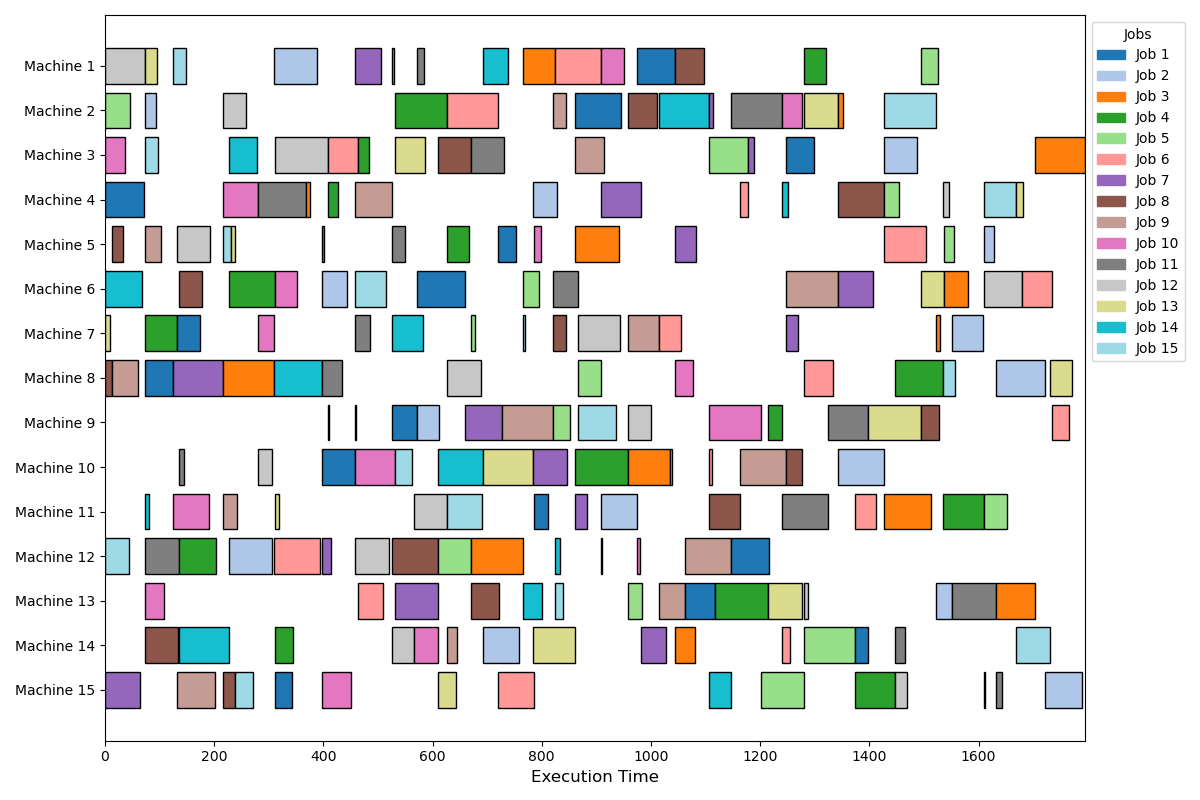 Machine 1
Machine 2
Machine 3
Machine 4
Machine 5
Machine 6
Machine 7
Machine 8
Machine 9
Machine 10
Machine 11
Machine 12
Machine 13
Machine 14
Machine 15
0 200 400 600 800 1000 1200 1400 1600
Execution Time
Jobs
Job 1
Job 2
Job 3
Job 4
Job 5
Job 6
Job 7
Job 8
Job 9
Job 10
Job 11
Job 12
Job 13
Job 14
Job 15